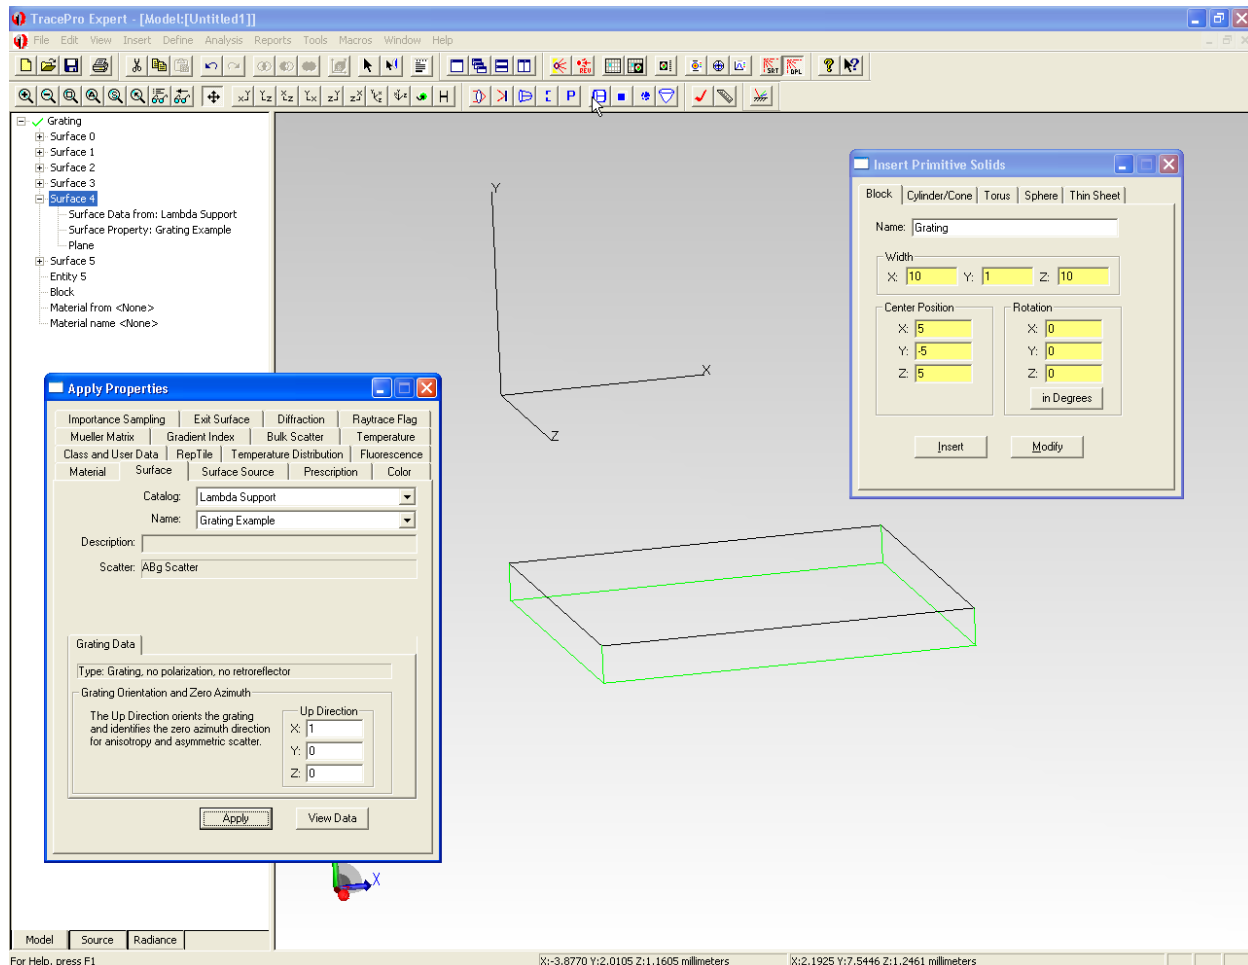 TracePro Expert - [Model:[Untitled1]]
File Edit View Insert Define Analysis Reports Tools Macros Window Help
Grating
Surface 0
Surface 1
Surface 2
Surface 3
Surface 4
Surface Data from: Lambda Support
Surface Property: Grating Example
Plane
Surface 5
Entity 5
Block
Material from <None>
Material name <None>
Y
X
Z
Insert Primitive Solids
Block Cylinder/Cone Torus Sphere Thin Sheet
Name: Grating
Width
X: 10 Y: 1 Z: 10
Center Position Rotation
X: 5 X: 0
Y: -5 Y: 0
Z: 5 Z: 0
in Degrees
Insert Modify
Apply Properties
Importance Sampling Exit Surface Diffraction Raytrace Flag
Mueller Matrix Gradient Index Bulk Scatter Temperature
Class and User Data RepTile Temperature Distribution Fluorescence
Material Surface Surface Source Prescription Color
Catalog: Lambda Support
Name: Grating Example
Description:
Scatter: ABg Scatter
Grating Data
Type: Grating, no polarization, no retroreflector
Grating Orientation and Zero Azimuth
The Up Direction orients the grating
and identifies the zero azimuth direction
for anisotropy and asymmetric scatter.
Up Direction
X: 1
Y: 0
Z: 0
Apply View Data
X
Model Source Radiance
For Help, press F1 X:-3.8770 Y:2.0105 Z:1.1605 millimeters X:2.1925 Y:7.5446 Z:1.2461 millimeters